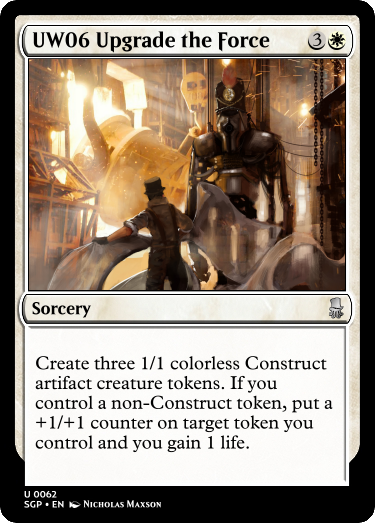 UW06 Upgrade the Force 3
Sorcery
Create three 1/1 colorless Construct
artifact creature tokens. If you
control a non-Construct token, put a
+1/+1 counter on target token you
control and you gain 1 life.
U 0062
SGP • EN Nicholas Maxson